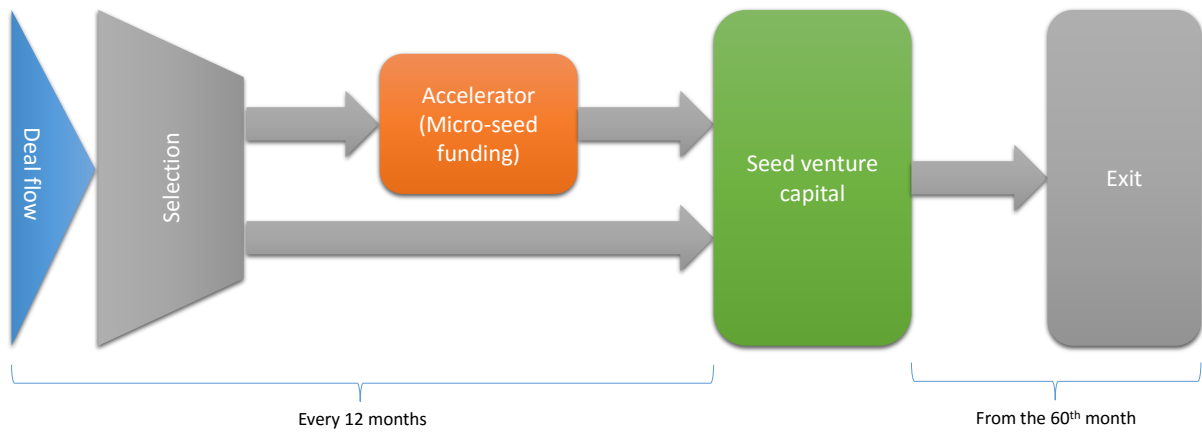 Deal flow
Selection
Accelerator
(Micro-seed
funding)
Seed venture
capital
Exit
Every 12 months
From the 60th month